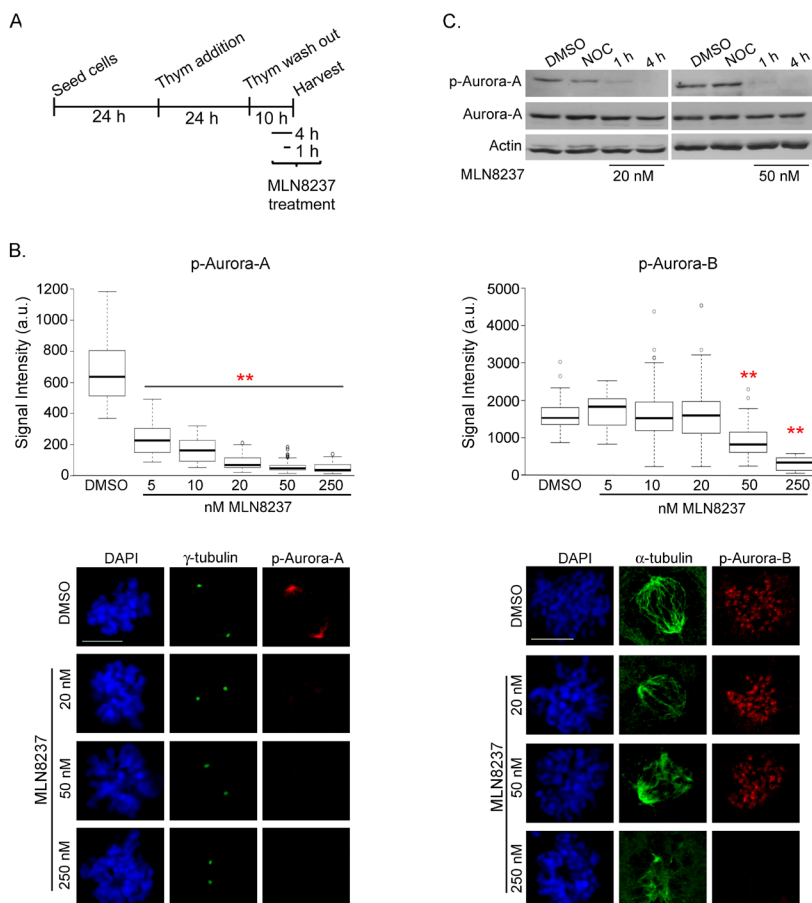 A
Seed cells
Thym addition
Thym wash out
Harvest
24 h
24 h
10 h
4 h
1 h
MLN8237
treatment
C.
DMSO
NOC
1 h
4 h
DMSO
NOC
1 h
4 h
p-Aurora-A
Aurora-A
Actin
MLN8237
20 nM
50 nM
B.
p-Aurora-A
Signal Intensity (a.u.)
1200
1000
800
600
400
200
0
**
DMSO 5 10 20 50 250
nM MLN8237
p-Aurora-B
Signal Intensity (a.u.)
5000
4000
3000
2000
1000
0
**
**
DMSO 5 10 20 50 250
nM MLN8237
DAPI γ-tubulin p-Aurora-A
DMSO
20 nM
50 nM
250 nM
MLN8237
DAPI α-tubulin p-Aurora-B
DMSO
20 nM
50 nM
250 nM
MLN8237